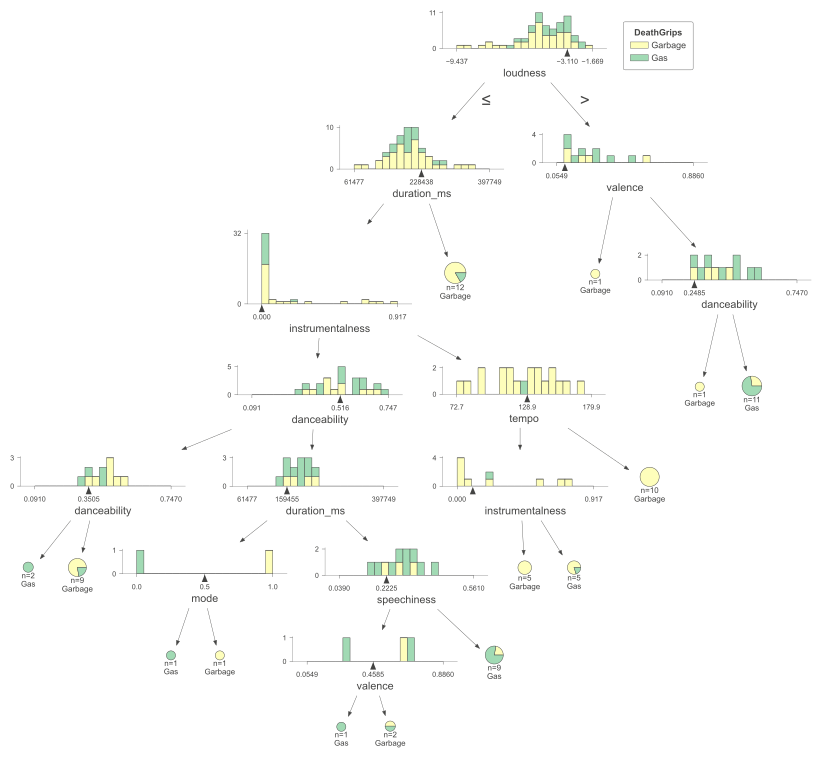 11
0
−9.437 −3.110 −1.669
loudness
DeathGrips
Garbage
Gas
≤ >
10
0
61477 228438 397749
duration_ms
4
0
0.0549 0.8860
valence
32
0
0.000 0.917
instrumentalness
n=12
Garbage
n=1
Garbage
2
0
0.0910 0.2485 0.7470
danceability
5
0
0.091 0.516 0.747
danceability
2
0
72.7 128.9 179.9
tempo
n=1
Garbage
n=11
Gas
3
0
0.0910 0.3505 0.7470
danceability
3
0
61477 159455 397749
duration_ms
4
0
0.000 0.917
instrumentalness
n=10
Garbage
n=2
Gas
n=9
Garbage
1
0
0.0 0.5 1.0
mode
2
0
0.0390 0.2225 0.5610
speechiness
n=5
Garbage
n=5
Gas
n=1
Gas
n=1
Garbage
1
0
0.0549 0.4585 0.8860
valence
n=9
Gas
n=1
Gas
n=2
Garbage